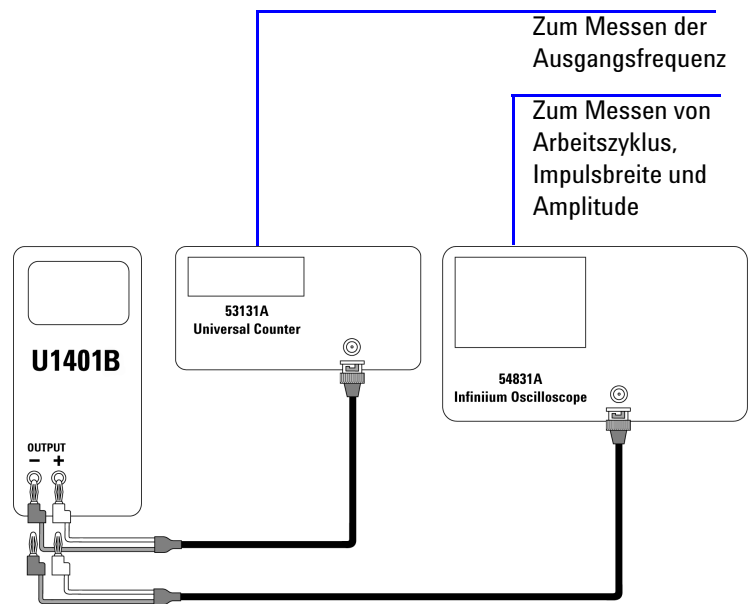 Zum Messen der
Ausgangsfrequenz
Zum Messen von
Arbeitszyklus,
Impulsbreite und
Amplitude
53131A
Universal Counter
U1401B
54831A
Infiniium Oscilloscope
OUTPUT
− +